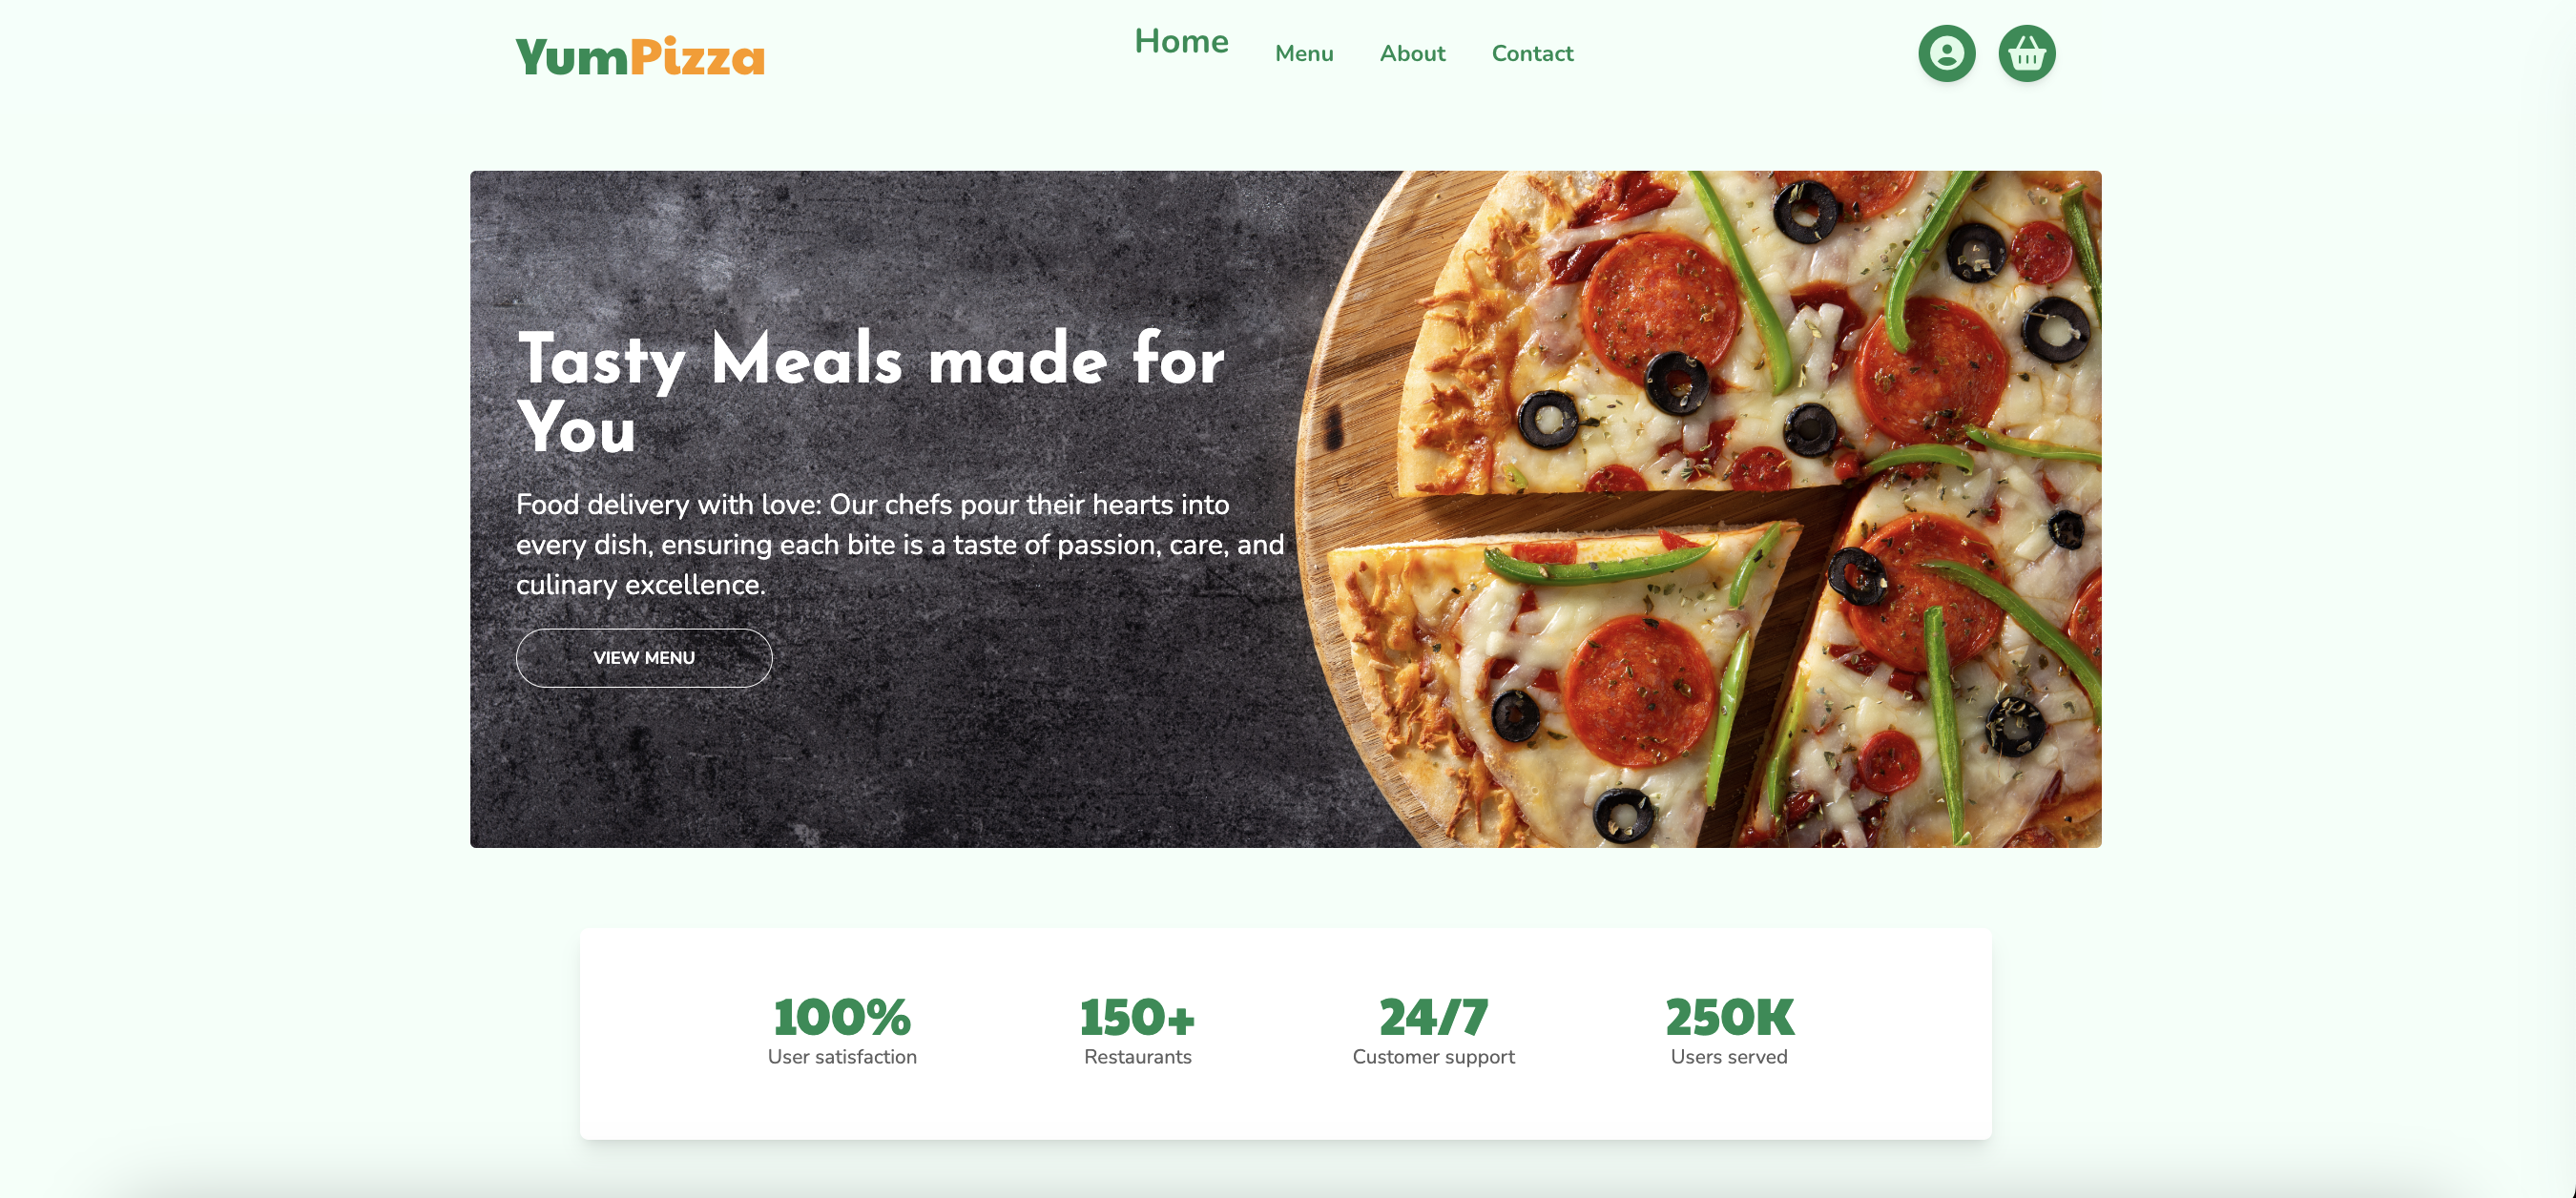 YumPizza
Home Menu About Contact
Tasty Meals made for
You
Food delivery with love: Our chefs pour their hearts into
every dish, ensuring each bite is a taste of passion, care, and
culinary excellence.
VIEW MENU
100% 150+ 24/7 250K
User satisfaction Restaurants Customer support Users served